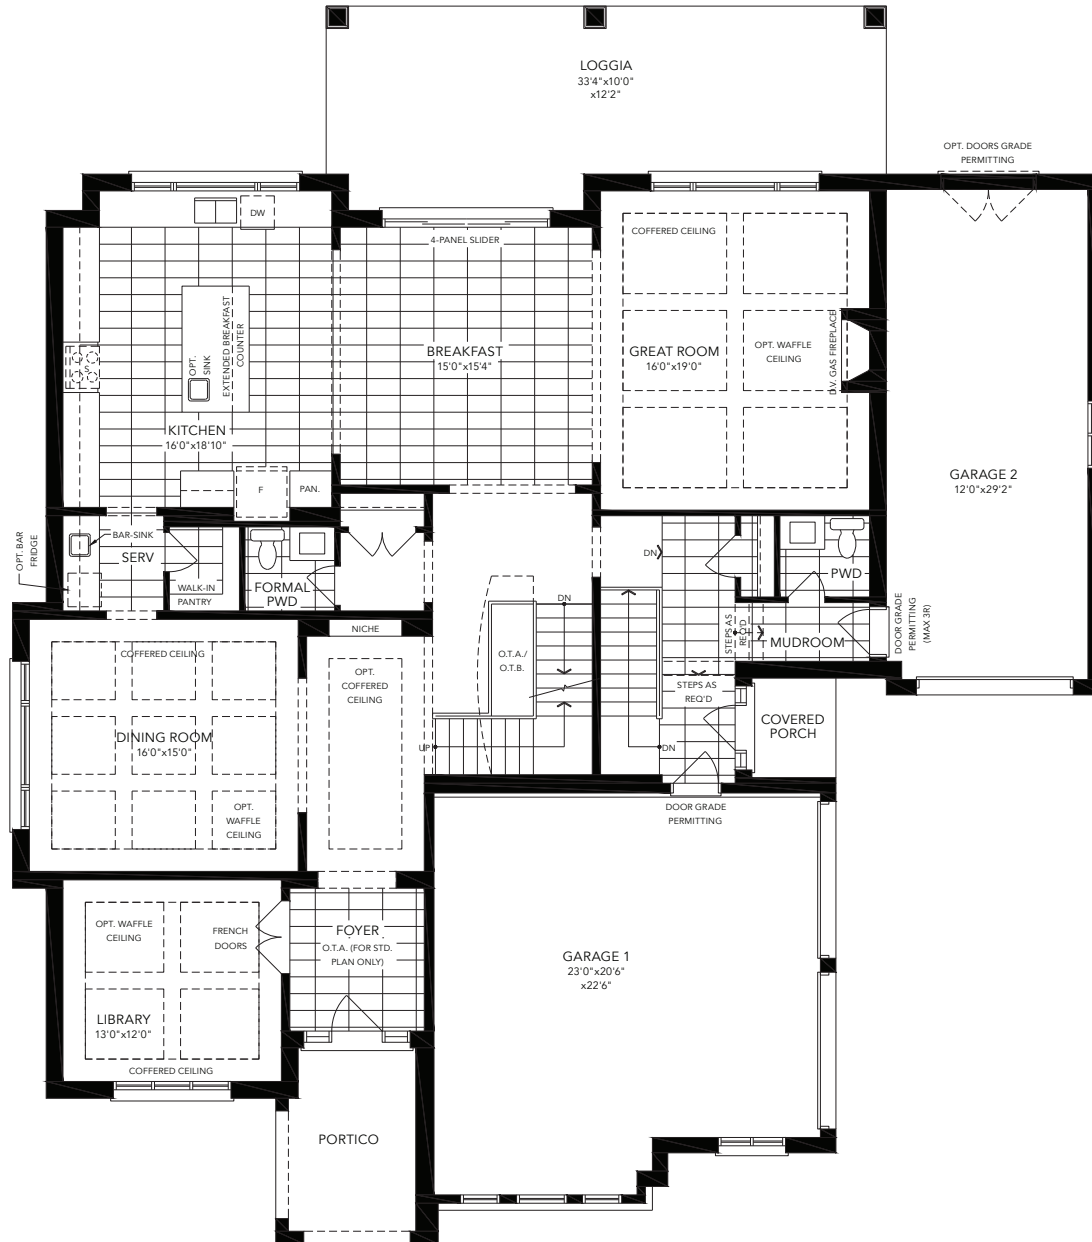 LOGGIA
33'4"x10'0"
x12'2"
OPT. DOORS GRADE
PERMITTING
DW
4-PANEL SLIDER
COFFERED CEILING
OPT.
SINK
EXTENDED BREAKFAST
COUNTER
S
BREAKFAST
15'0"x15'4"
GREAT ROOM
16'0"x19'0"
OPT. WAFFLE
CEILING
D.V. GAS FIREPLACE
KITCHEN
16'0"x18'10"
F
PAN.
GARAGE 2
12'0"x29'2"
OPT. BAR
FRIDGE
BAR-SINK
SERV
WALK-IN
PANTRY
FORMAL
PWD
DN
PWD
DN
NICHE
O.T.A./
O.T.B.
STEPS AS
REQ'D
MUDROOM
DOOR GRADE
PERMITTING
(MAX 3R)
COFFERED CEILING
OPT.
COFFERED
CEILING
STEPS AS
REQ'D
DINING ROOM
16'0"x15'0"
UP
DN
COVERED
PORCH
OPT.
WAFFLE
CEILING
DOOR GRADE
PERMITTING
OPT. WAFFLE
CEILING
FRENCH
DOORS
FOYER
O.T.A. (FOR STD.
PLAN ONLY)
GARAGE 1
23'0"x20'6"
x22'6"
LIBRARY
13'0"x12'0"
COFFERED CEILING
PORTICO